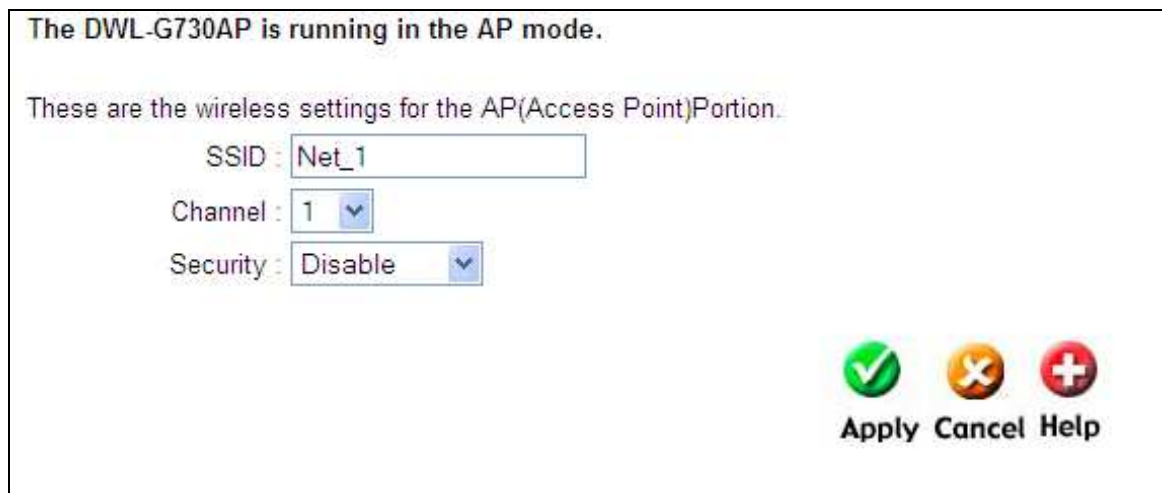 The DWL-G730AP is running in the AP mode.
These are the wireless settings for the AP(Access Point)Portion.
SSID : Net_1
Channel : 1
Security : Disable
Apply Cancel Help